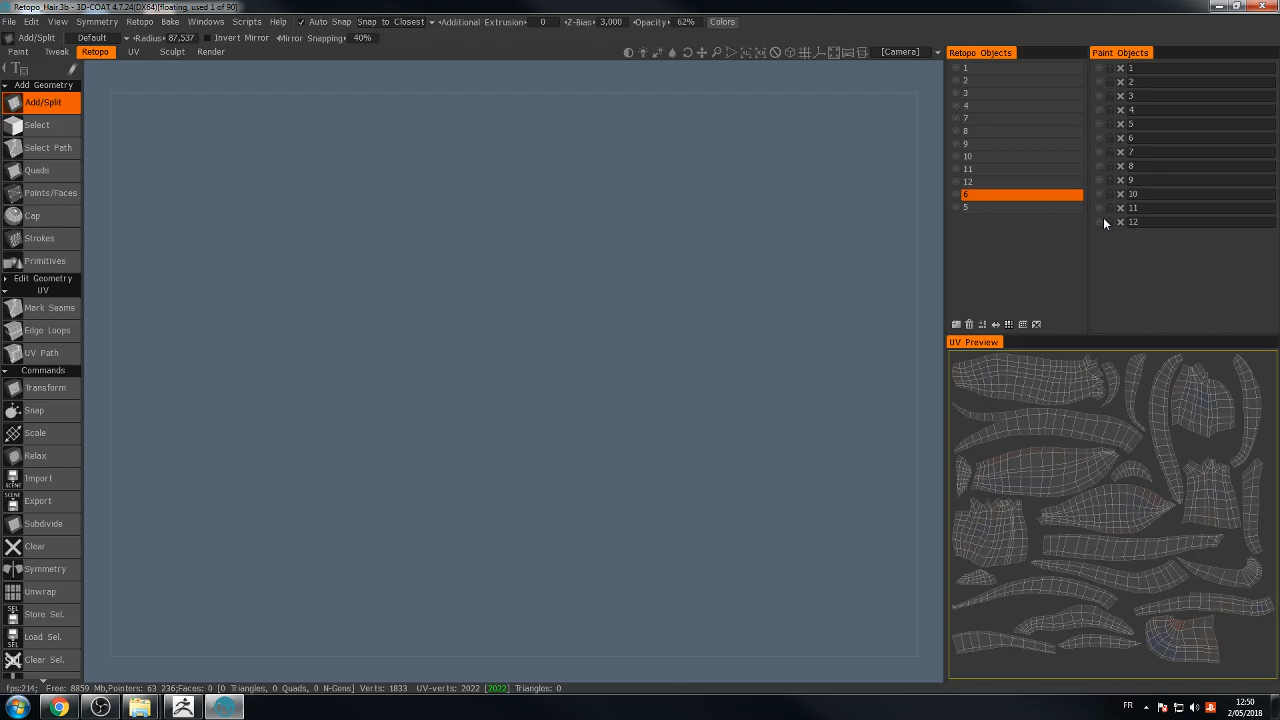 Retopo_Hair.3b - 3D-COAT 4.7.24(DX64)[floating, used 1 of 90]
File Edit View Symmetry Retopo Bake Windows Scripts Help Auto Snap Snap to Closest Additional Extrusion 0 Z-Bias 3,000 Opacity 62% Colors
Add/Split Default Radius 87,537 Invert Mirror Mirror Snapping 40%
Paint Tweak Retopo UV Sculpt Render [Camera]
Retopo Objects
1
2
3
4
7
8
9
10
11
12
6
5
Paint Objects
1
2
3
4
5
6
7
8
9
10
11
12
UV Preview
Add Geometry
Add/Split
Select
Select Path
Quads
Points/Faces
Cap
Strokes
Primitives
Edit Geometry
UV
Mark Seams
Edge Loops
UV Path
Commands
Transform
Snap
Scale
Relax
SCENE Import
SCENE Export
Subdivide
Clear
Symmetry
Unwrap
SEL Store Sel.
SEL Load Sel.
SEL Clear Sel.
fps:214; Free: 8859 Mb,Pointers: 63 236;Faces: 0 [0 Triangles, 0 Quads, 0 N-Gons] Verts: 1833 UV-verts: 2022 [2022] Triangles: 0
FR 12:50
2/05/2018